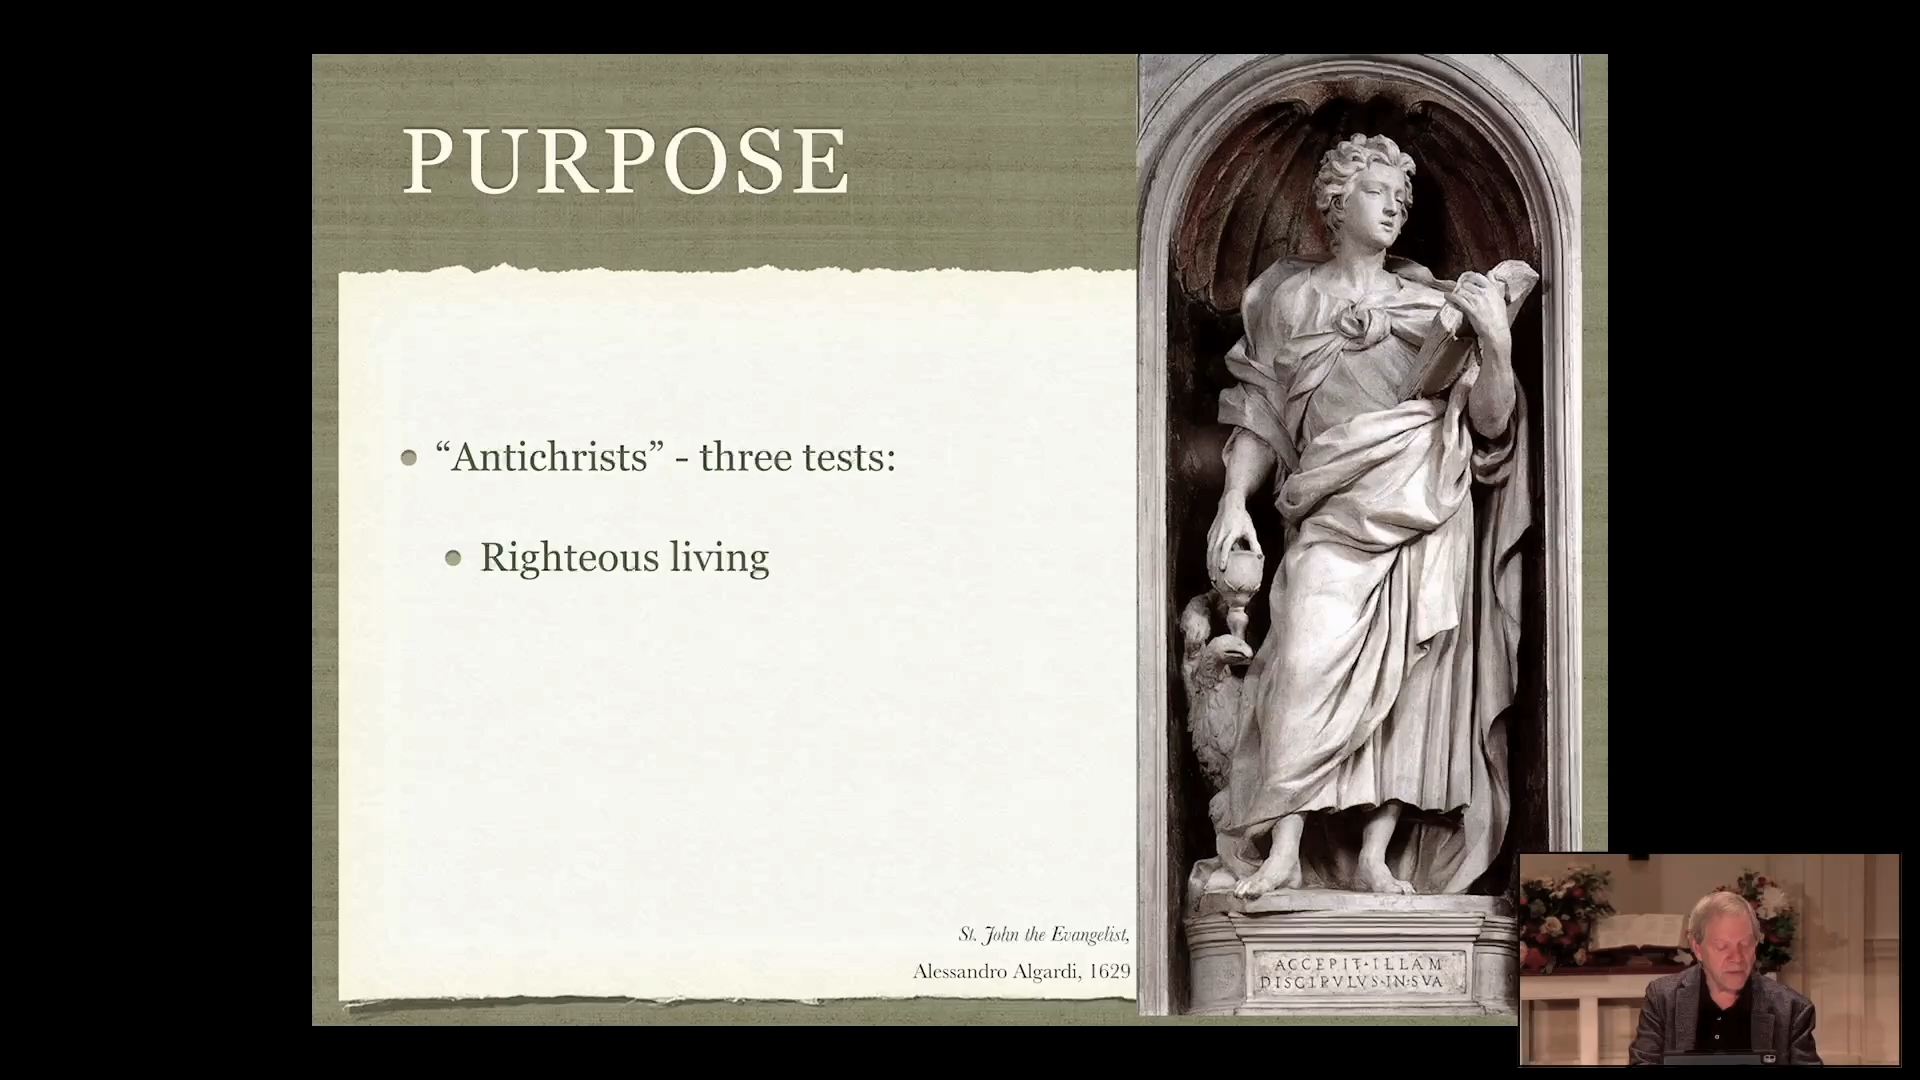 PURPOSE
“Antichrists” - three tests:
Righteous living
St. John the Evangelist,
Alessandro Algardi, 1629
ACCEPIT·ILLAM
DISCIPVLVS·IN·SVA